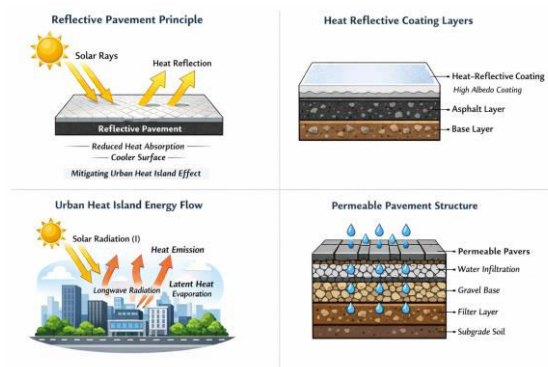 Reflective Pavement Principle
Solar Rays
Heat Reflection
Reflective Pavement
Reduced Heat Absorption
Cooler Surface
Mitigating Urban Heat Island Effect
Heat Reflective Coating Layers
Heat-Reflective Coating
High Albedo Coating
Asphalt Layer
Base Layer
Urban Heat Island Energy Flow
Solar Radiation (I)
Heat Emission
Longwave Radiation
Latent Heat
Evaporation
Permeable Pavement Structure
Permeable Pavers
Water Infiltration
Gravel Base
Filter Layer
Subgrade Soil